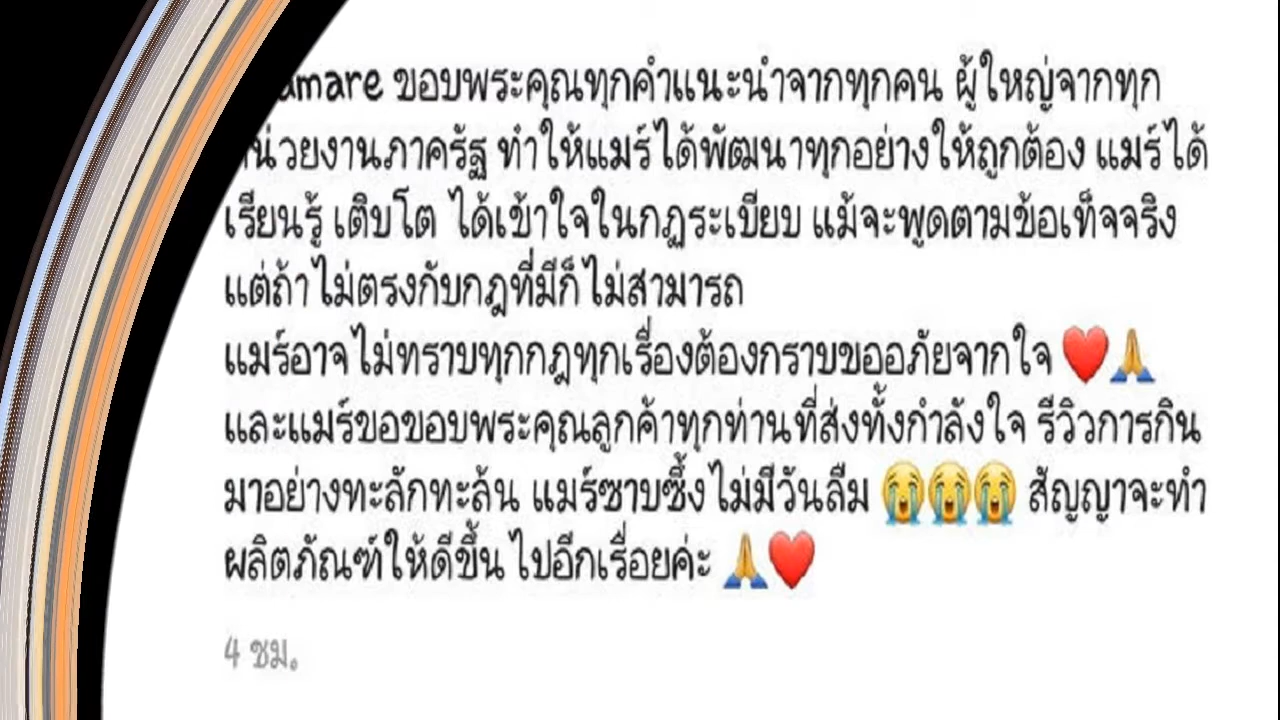 ขอบพระคุณทุกคำแนะนำจากทุกคน ผู้ใหญ่จากทุก
ภาครัฐ ทำให้แมร์ได้พัฒนาทุกอย่างให้ถูกต้อง แมร์ได้
เรียนรู้ เติบโต ได้เข้าใจในกฏระเบียบ แม้จะพูดตามข้อเท็จจริง
แต่ถ้าไม่ตรงกับกฎที่มีก็ไม่สามารถ
แมร์อาจไม่ทราบทุกกฎทุกเรื่องต้องกราบขออภัยจากใจ ❤️🙏
และแมร์ขอขอบพระคุณลูกค้าทุกท่านที่ส่งทั้งกำลังใจ รีวิวการกิน
มาอย่างทะลักทะล้น แมร์ซาบซึ้งไม่มีวันลืม 😭😭😭 สัญญาจะทำ
ผลิตภัณฑ์ให้ดีขึ้น ไปอีกเรื่อยค่ะ 🙏❤️
4 ชม.